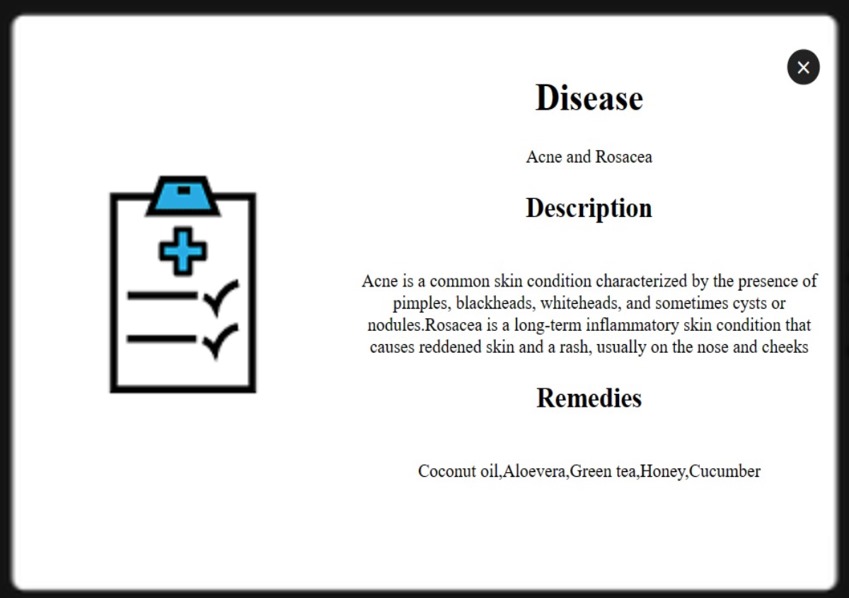 Disease
Acne and Rosacea
Description
Acne is a common skin condition characterized by the presence of
pimples, blackheads, whiteheads, and sometimes cysts or
nodules.Rosacea is a long-term inflammatory skin condition that
causes reddened skin and a rash, usually on the nose and cheeks
Remedies
Coconut oil,Aloevera,Green tea,Honey,Cucumber